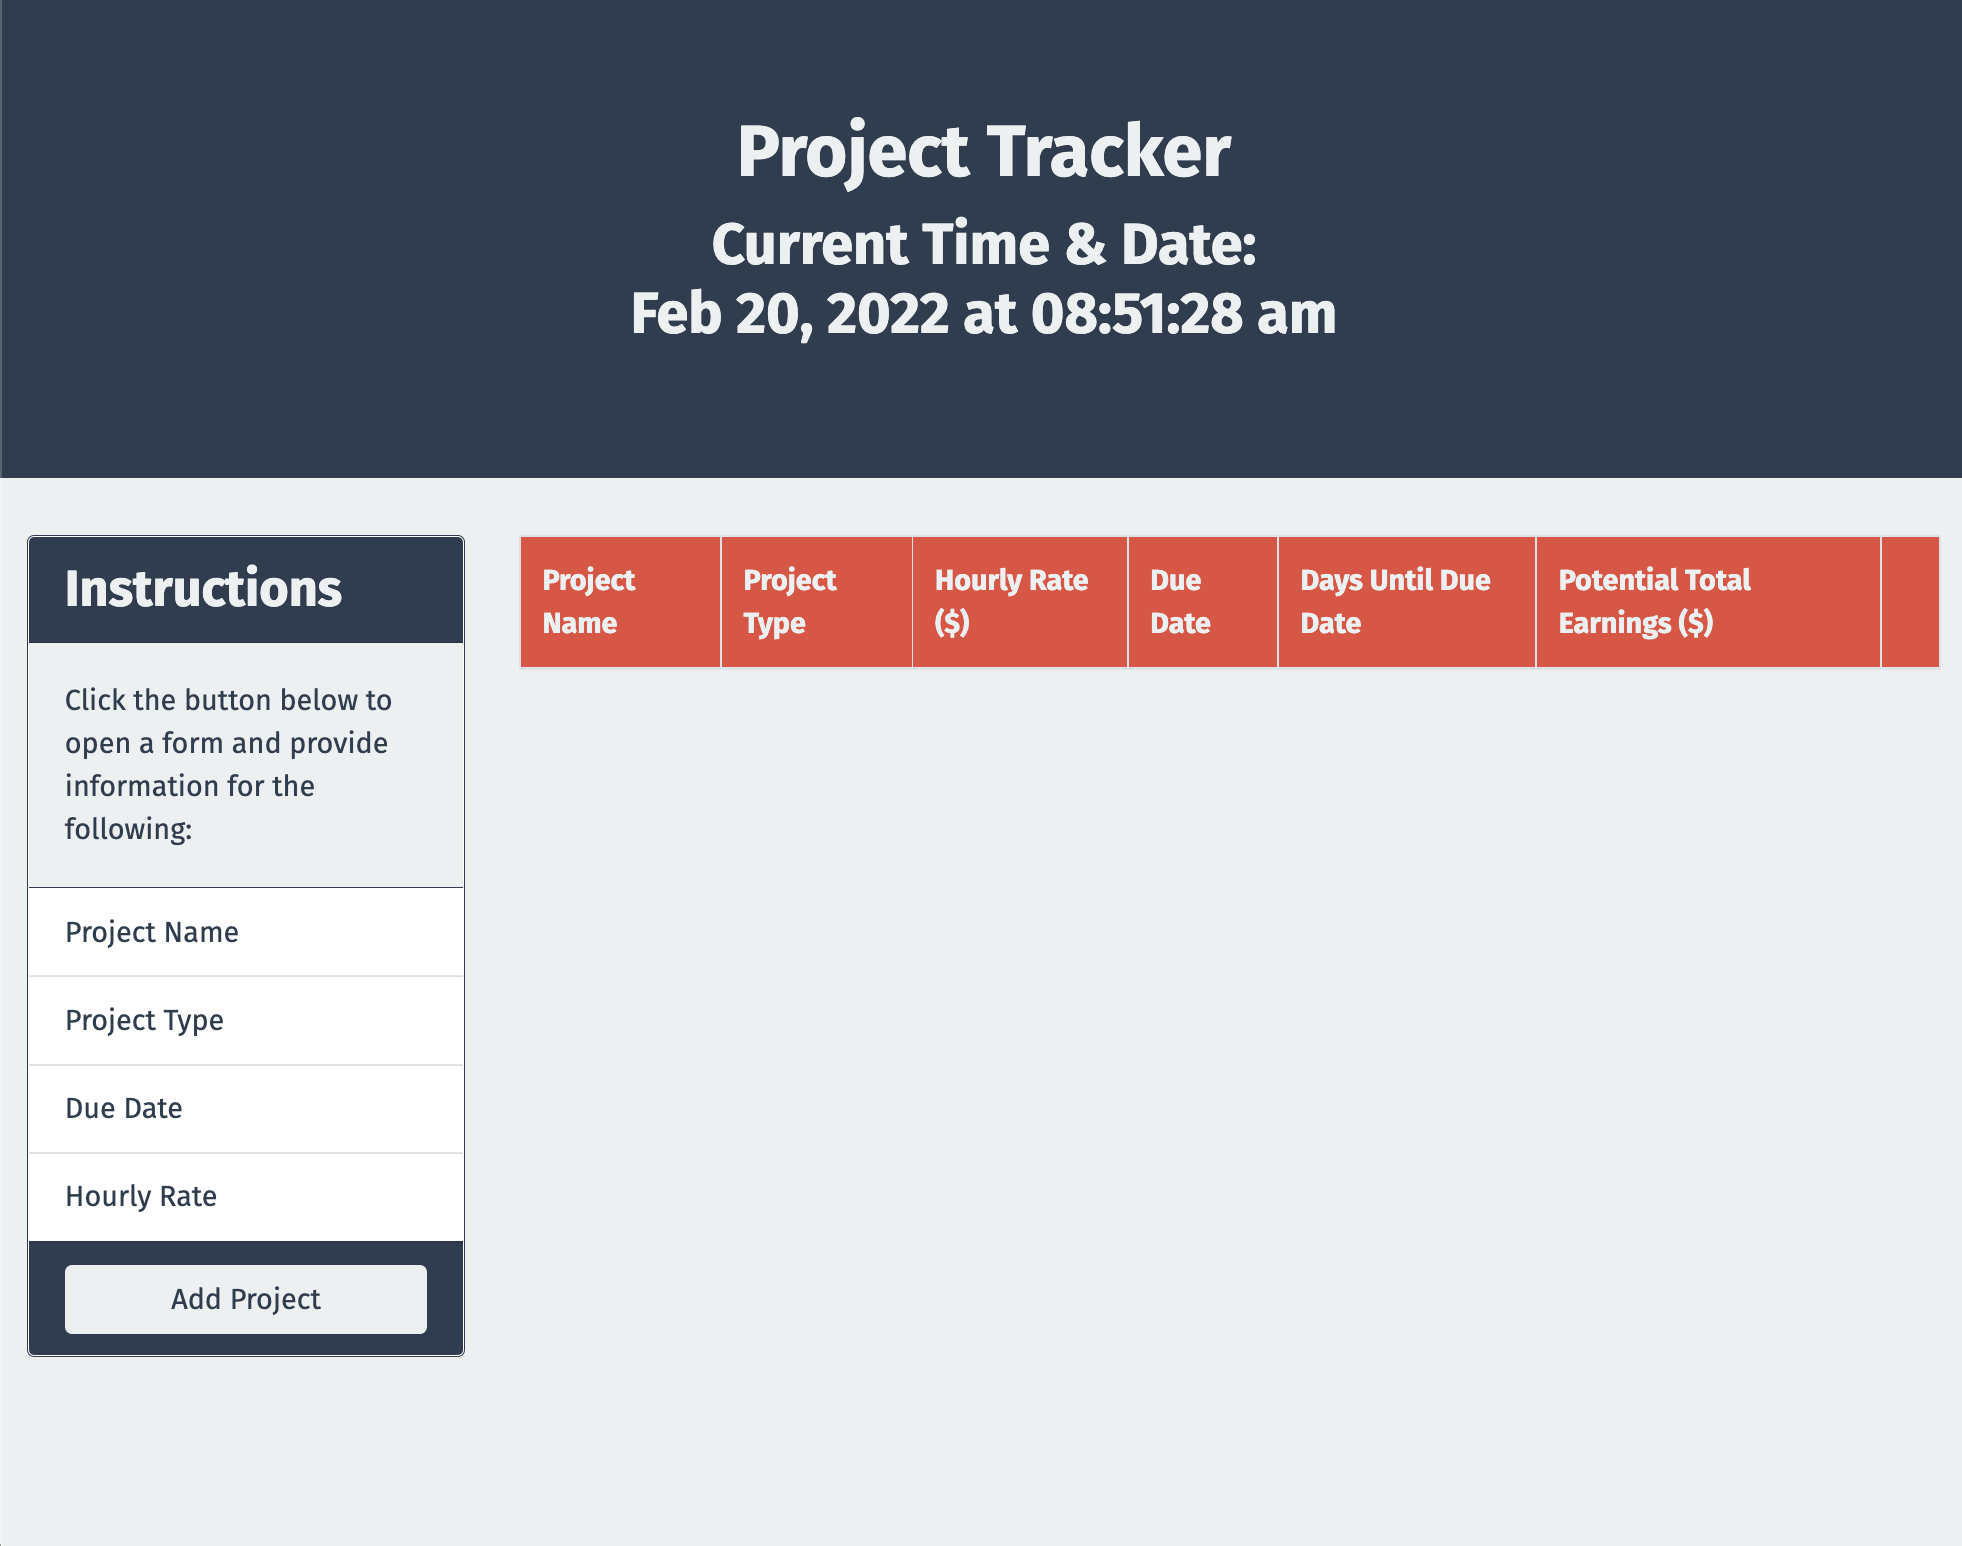 Project Tracker
Current Time & Date:
Feb 20, 2022 at 08:51:28 am
Instructions
Click the button below to
open a form and provide
information for the
following:
Project Name
Project Type
Due Date
Hourly Rate
Add Project
Project
Name
Project
Type
Hourly Rate
($)
Due
Date
Days Until Due
Date
Potential Total
Earnings ($)